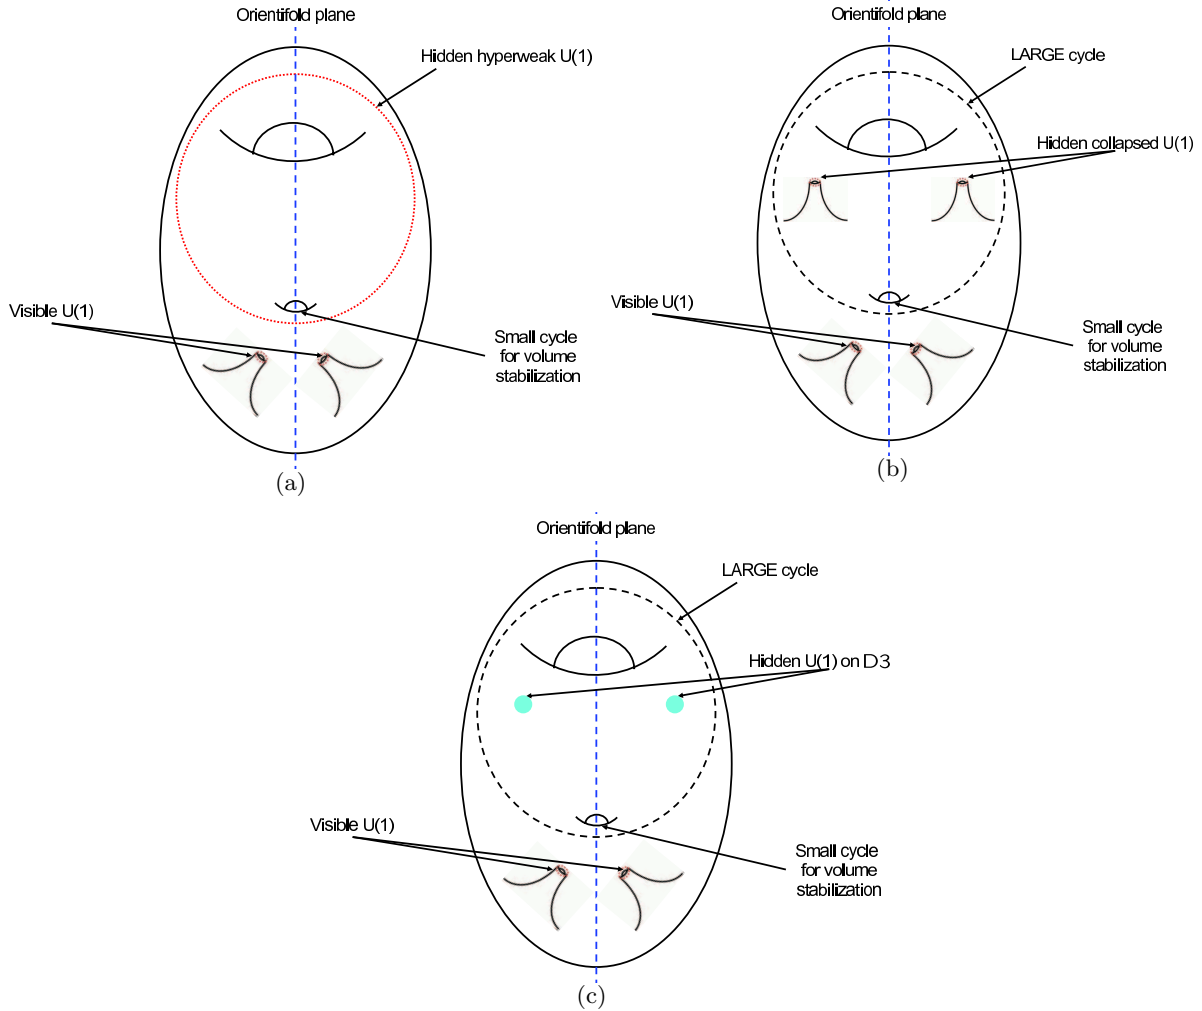 Orientifold plane
Hidden hyperweak U(1)
Visible U(1)
Small cycle
for volume
stabilization
(a)
Orientifold plane
LARGE cycle
Hidden collapsed U(1)
Visible U(1)
Small cycle
for volume
stabilization
(b)
Orientifold plane
LARGE cycle
Hidden U(1) on D3
Visible U(1)
Small cycle
for volume
stabilization
(c)